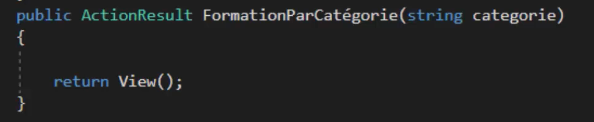 public ActionResult FormationParCatégorie(string categorie)
{
return View();
}